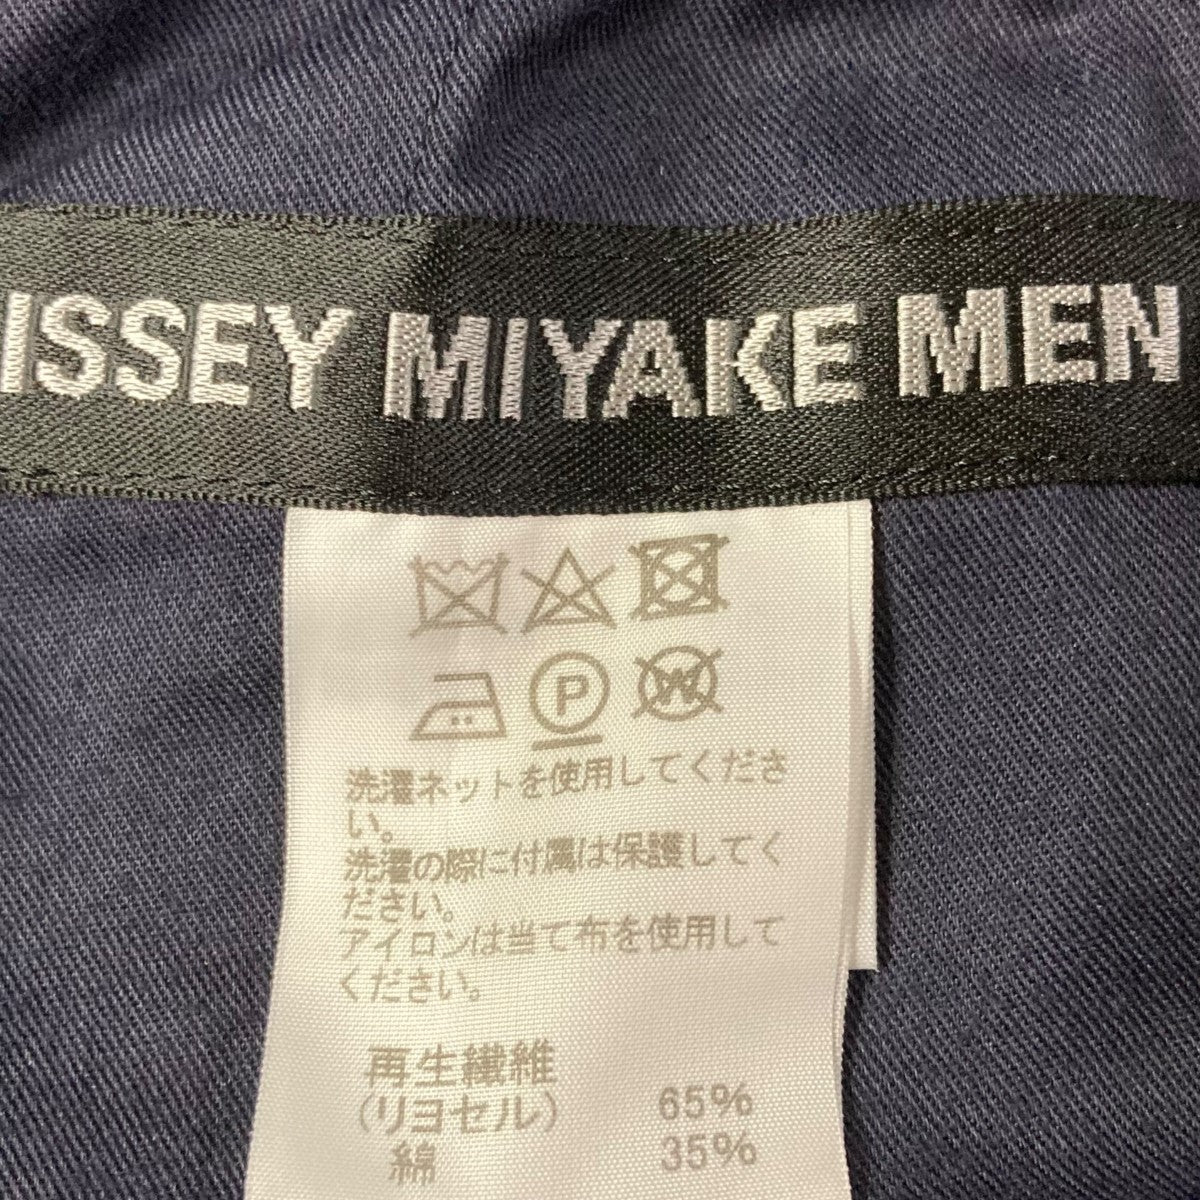 ISSEY MIYAKE MEN
P W
洗濯ネットを使用してくださ
い。
洗濯の際に付属は保護してく
ださい。
アイロンは当て布を使用して
ください。
再生繊維
(リヨセル) 65%
綿 35%